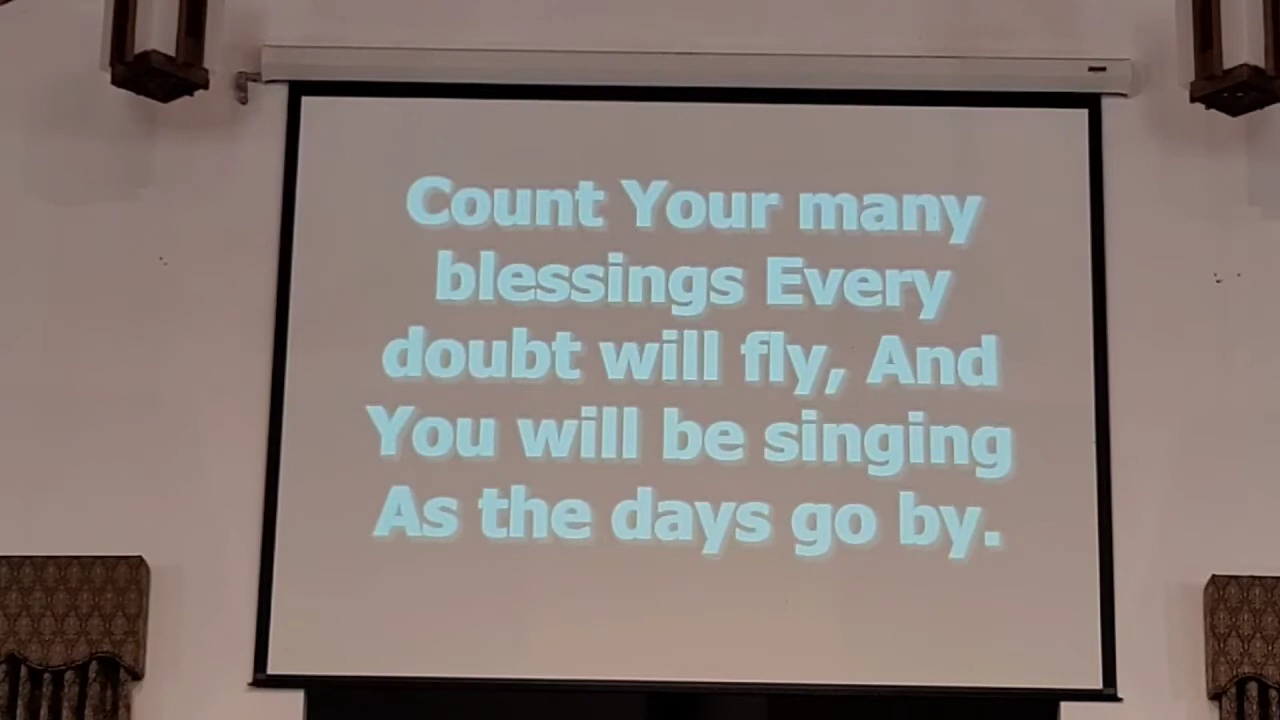 Count Your many
blessings Every
doubt will fly, And
You will be singing
As the days go by.